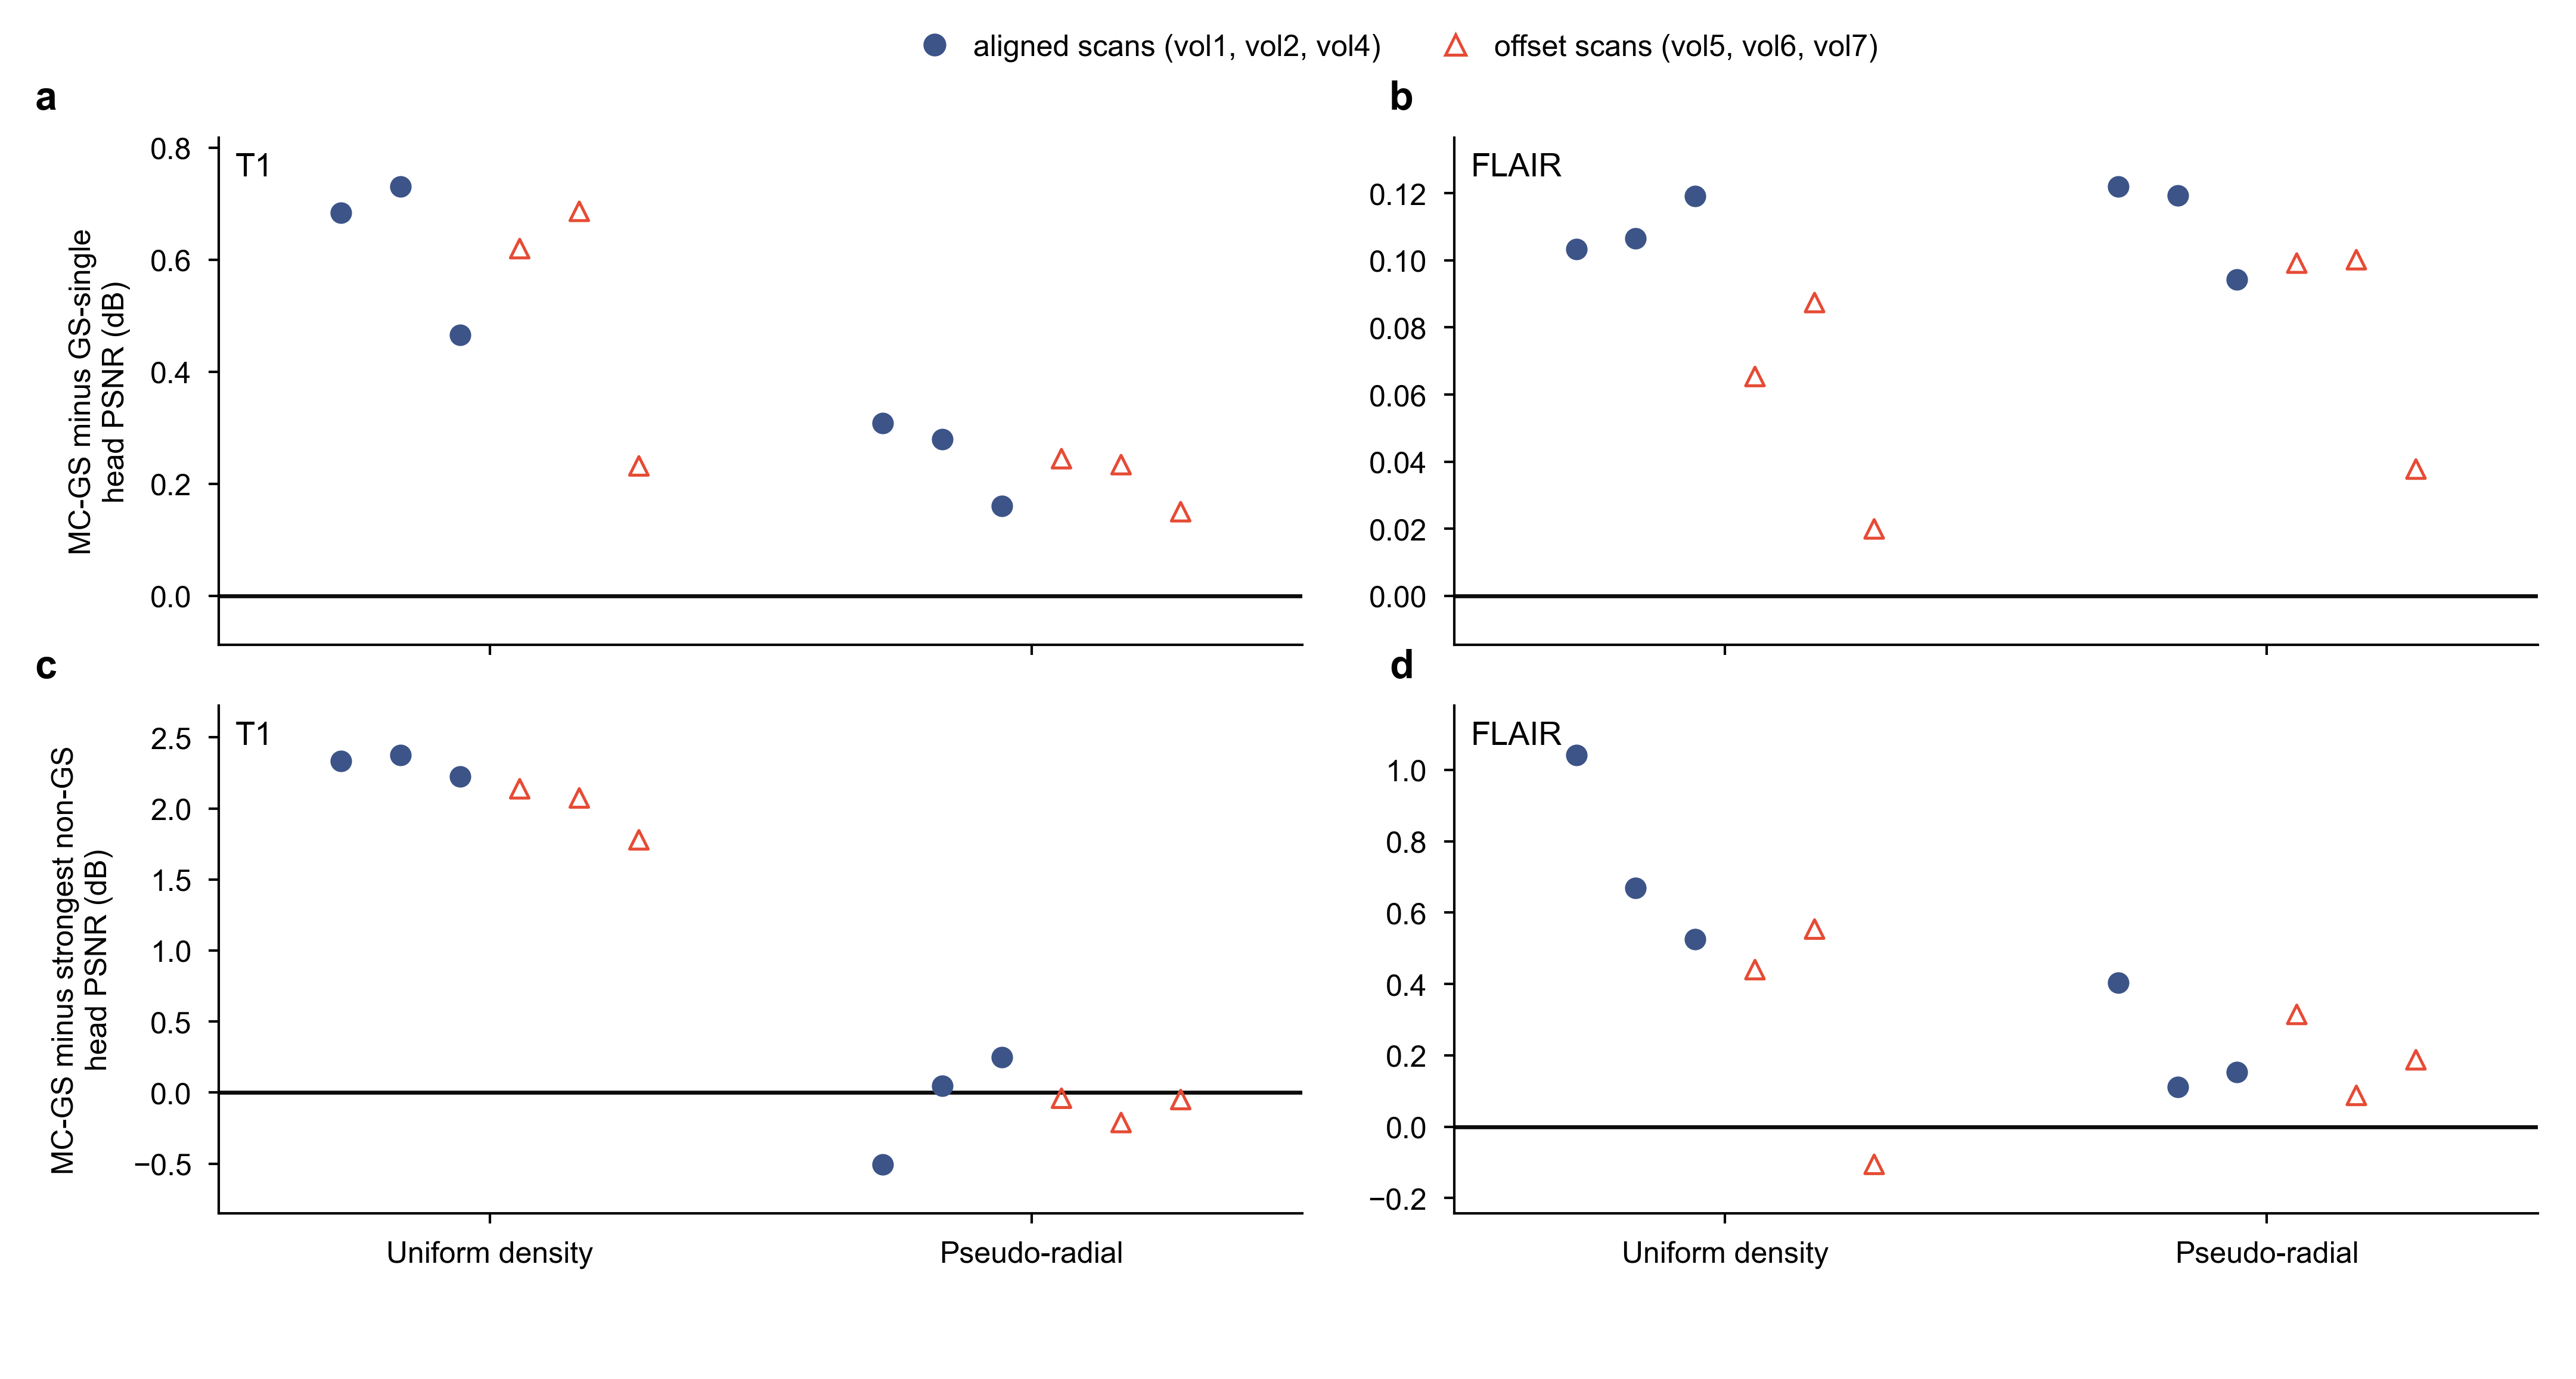 aligned scans (vol1, vol2, vol4)
offset scans (vol5, vol6, vol7)
a
T1
0.8
0.6
0.4
0.2
0.0
MC-GS minus GS-single
head PSNR (dB)
b
FLAIR
0.12
0.10
0.08
0.06
0.04
0.02
0.00
c
T1
2.5
2.0
1.5
1.0
0.5
0.0
−0.5
MC-GS minus strongest non-GS
head PSNR (dB)
Uniform density
Pseudo-radial
d
FLAIR
1.0
0.8
0.6
0.4
0.2
0.0
−0.2
Uniform density
Pseudo-radial